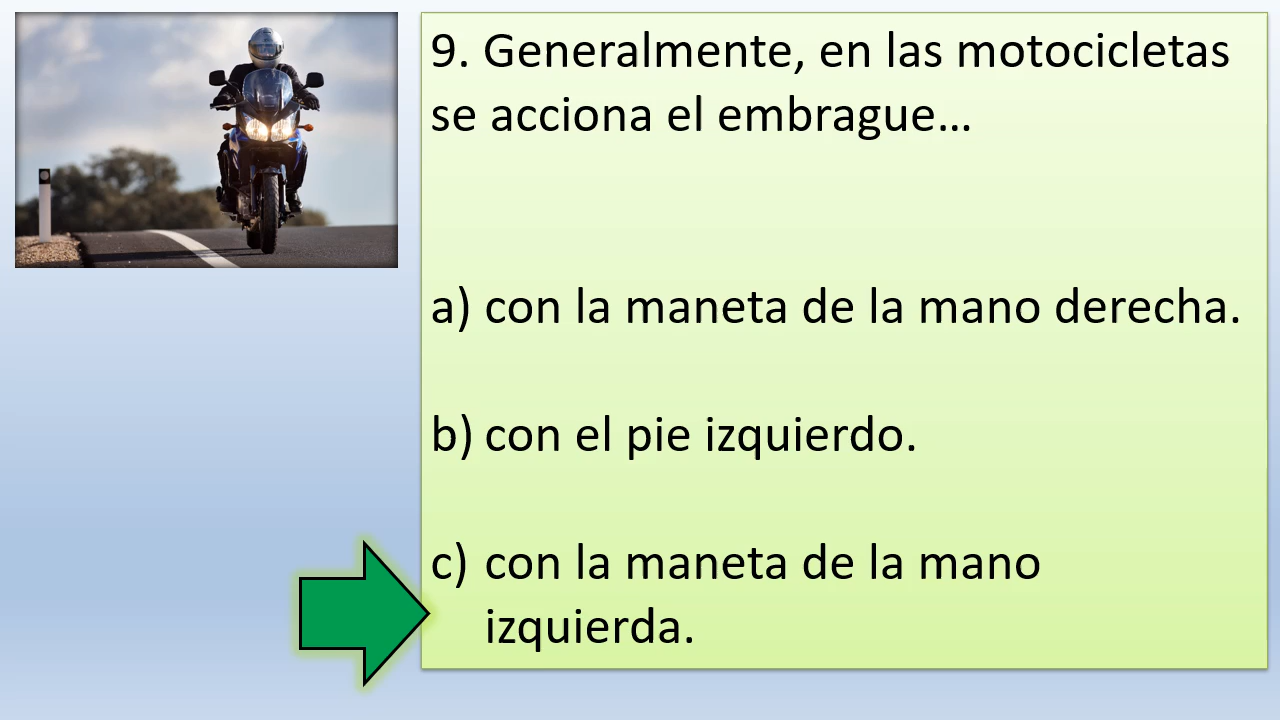 9. Generalmente, en las motocicletas
se acciona el embrague…
a) con la maneta de la mano derecha.
b) con el pie izquierdo.
c) con la maneta de la mano
izquierda.